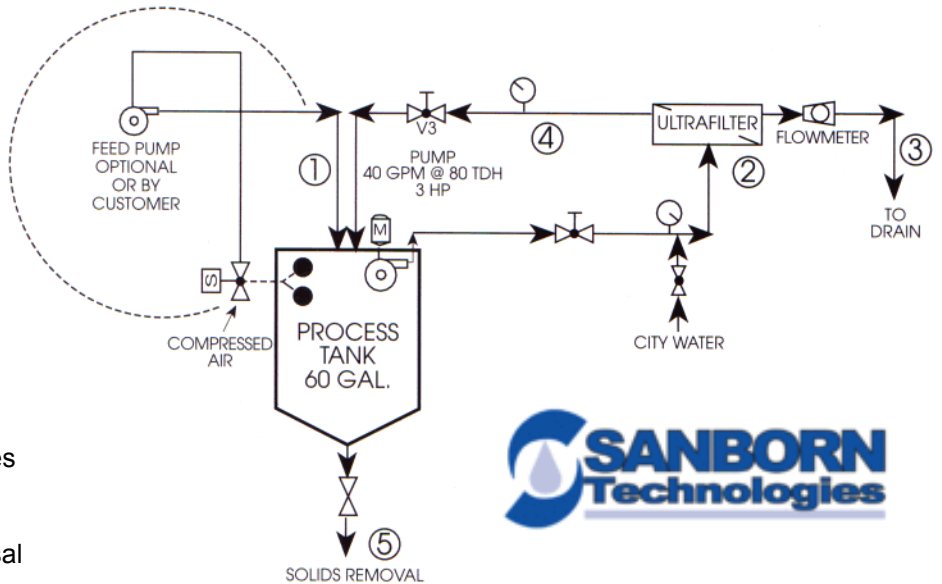 V3
ULTRAFILTER
FLOWMETER
FEED PUMP
OPTIONAL
OR BY
CUSTOMER
①
PUMP
40 GPM @ 80 TDH
3 HP
④
②
③
TO
DRAIN
M
S
COMPRESSED
AIR
PROCESS
TANK
60 GAL.
CITY WATER
SANBORN
Technologies
es
sal
⑤
SOLIDS REMOVAL